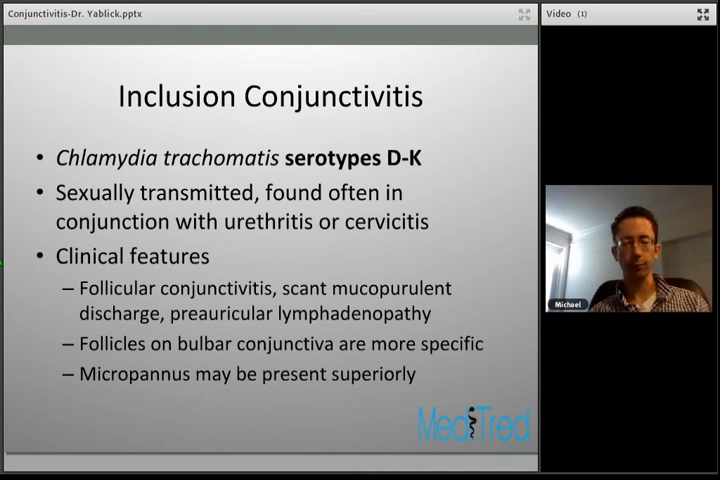 Conjunctivitis-Dr. Yablick.pptx
Video (1)
Inclusion Conjunctivitis
• Chlamydia trachomatis serotypes D-K
• Sexually transmitted, found often in
conjunction with urethritis or cervicitis
• Clinical features
– Follicular conjunctivitis, scant mucopurulent
discharge, preauricular lymphadenopathy
– Follicles on bulbar conjunctiva are more specific
– Micropannus may be present superiorly
Michael
MedTred